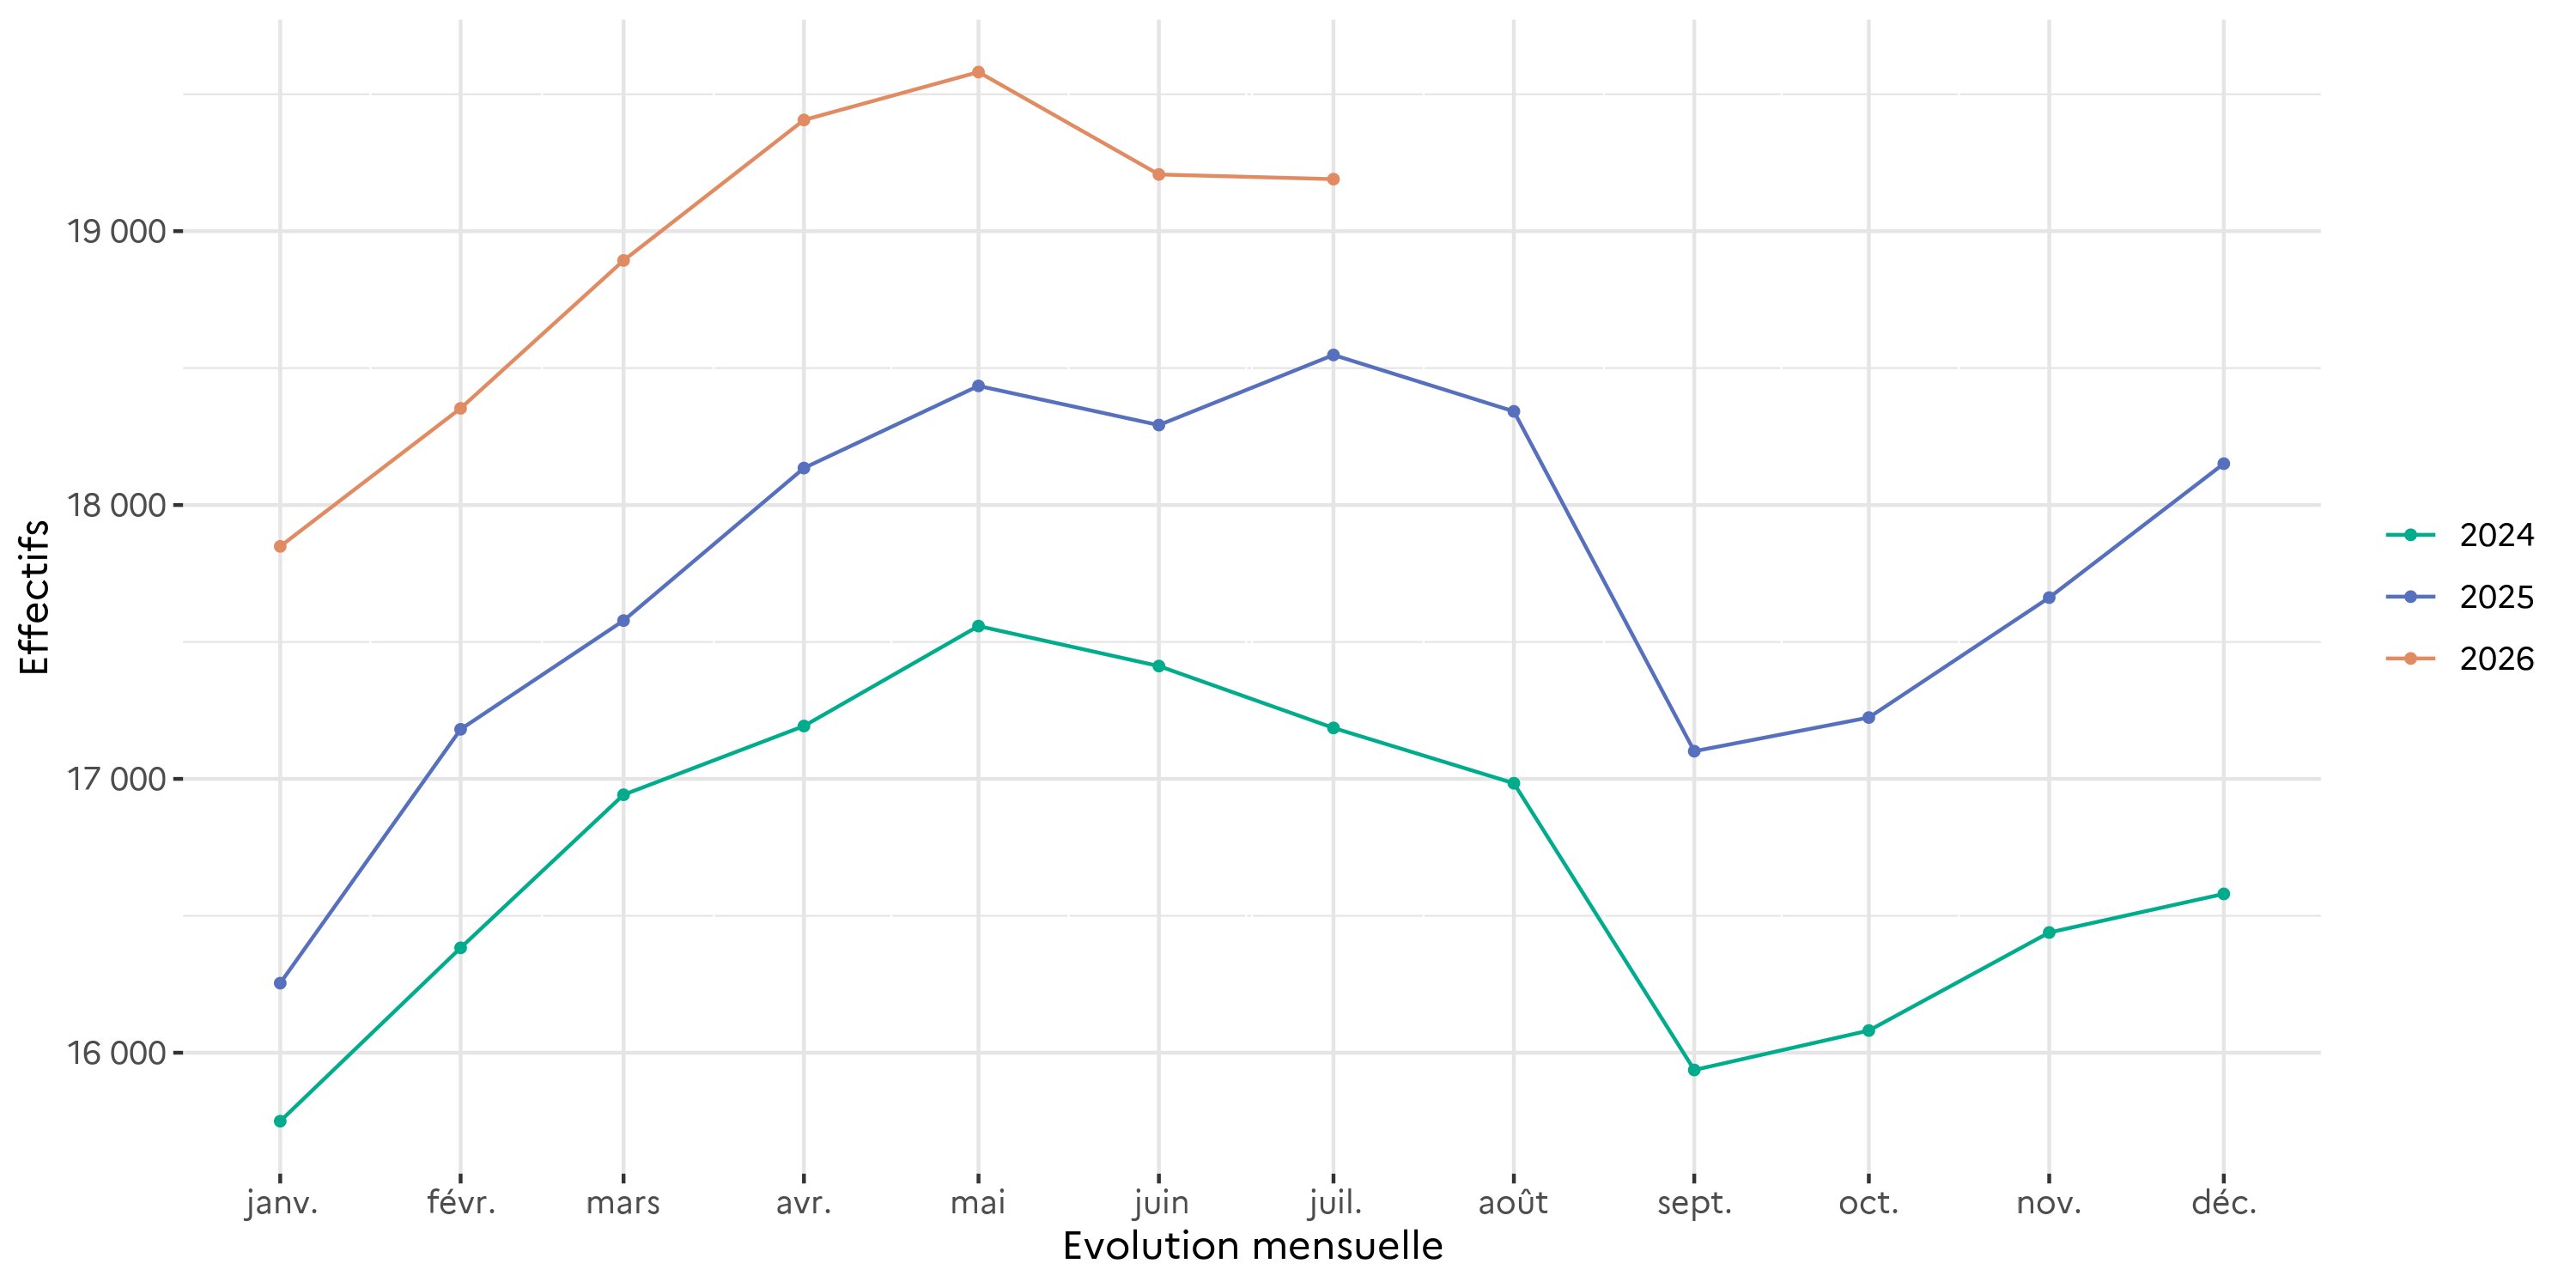 Effectifs
19 000
18 000
17 000
16 000
janv. févr. mars avr. mai juin juil. août sept. oct. nov. déc.
Evolution mensuelle
2024
2025
2026